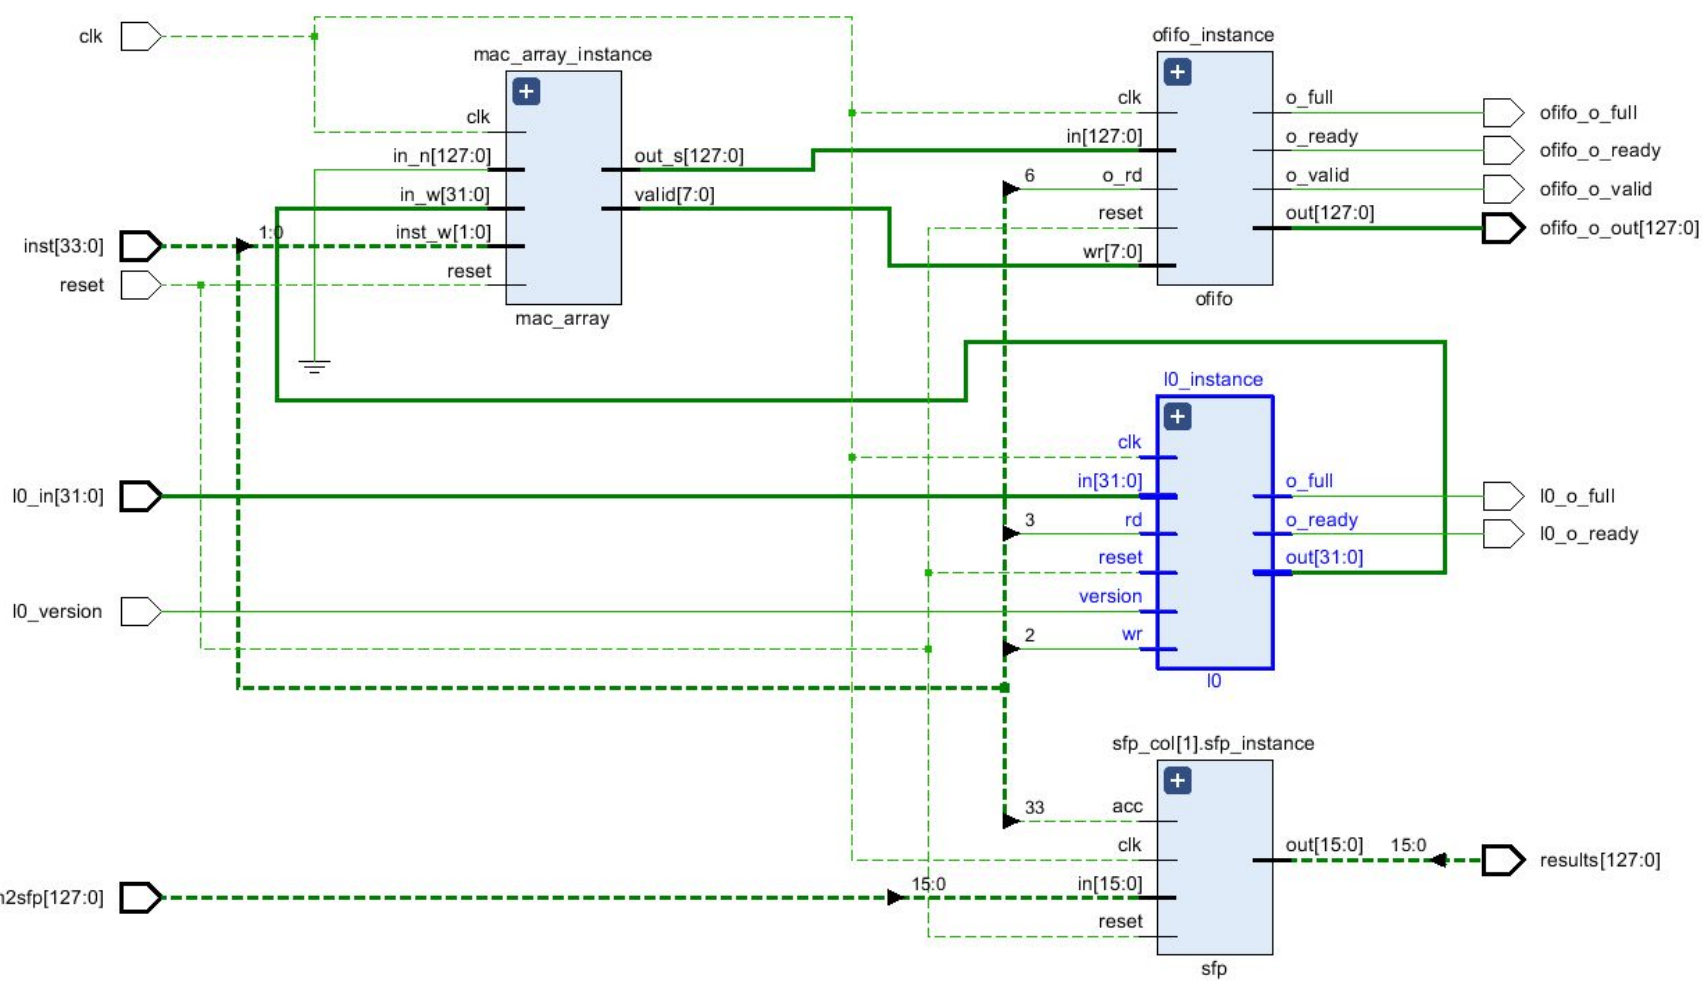 clk
inst[33:0]
reset
l0_in[31:0]
l0_version
n2sfp[127:0]
1:0
mac_array_instance
clk
in_n[127:0]
in_w[31:0]
inst_w[1:0]
reset
out_s[127:0]
valid[7:0]
mac_array
ofifo_instance
clk
in[127:0]
6
o_rd
reset
wr[7:0]
o_full
o_ready
o_valid
out[127:0]
ofifo
ofifo_o_full
ofifo_o_ready
ofifo_o_valid
ofifo_o_out[127:0]
l0_instance
clk
in[31:0]
3
rd
reset
version
2
wr
o_full
o_ready
out[31:0]
l0
l0_o_full
l0_o_ready
sfp_col[1].sfp_instance
33
acc
clk
15:0
in[15:0]
reset
out[15:0]
15:0
sfp
results[127:0]